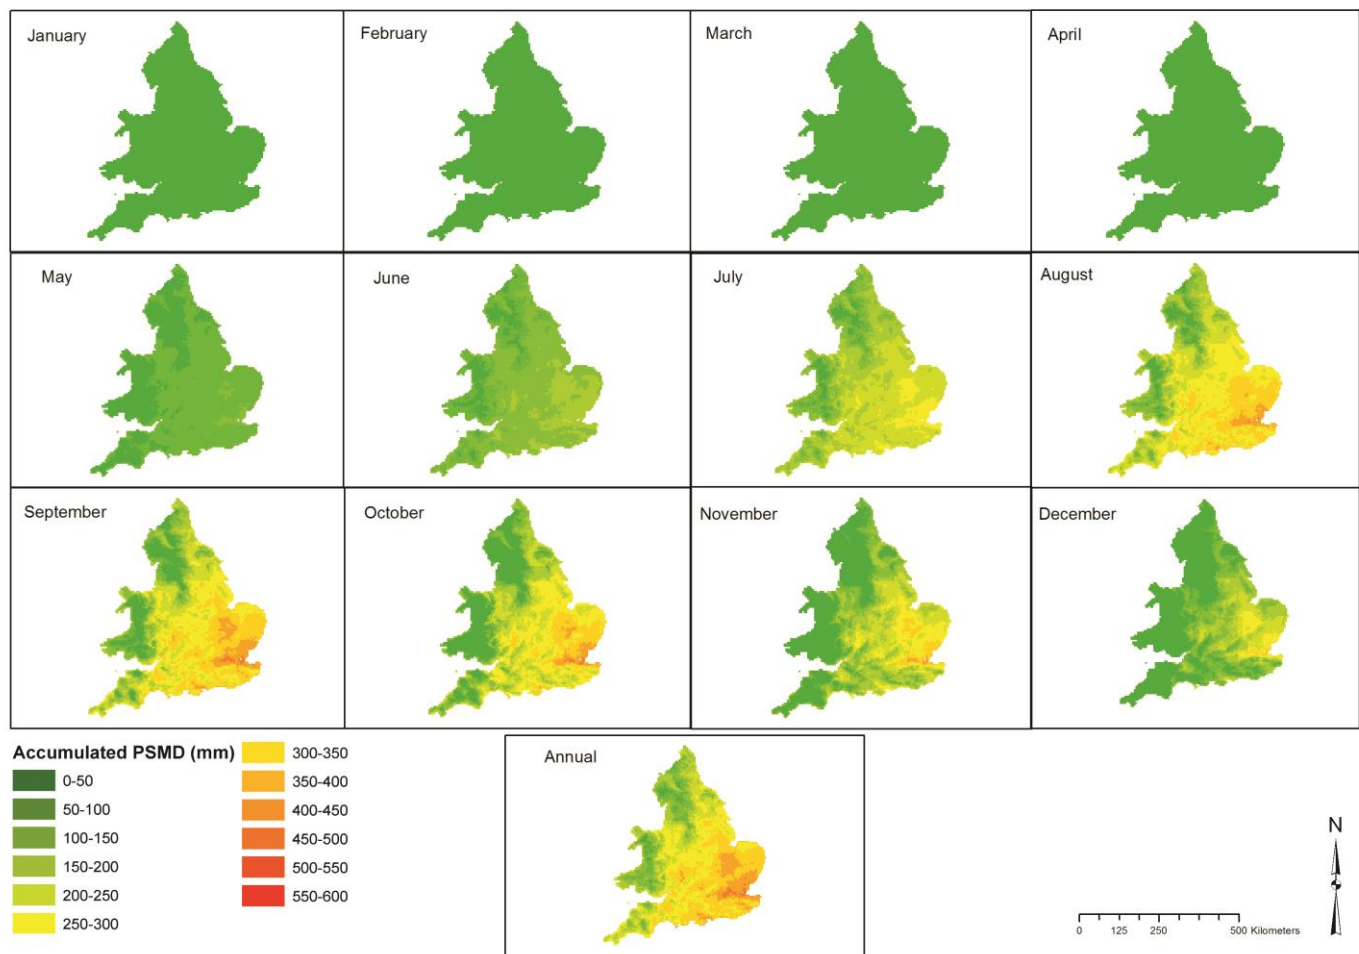 January
February
March
April
May
June
July
August
September
October
November
December
Annual
Accumulated PSMD (mm)
0-50
50-100
100-150
150-200
200-250
250-300
300-350
350-400
400-450
450-500
500-550
550-600
N
0 125 250 500 Kilometers